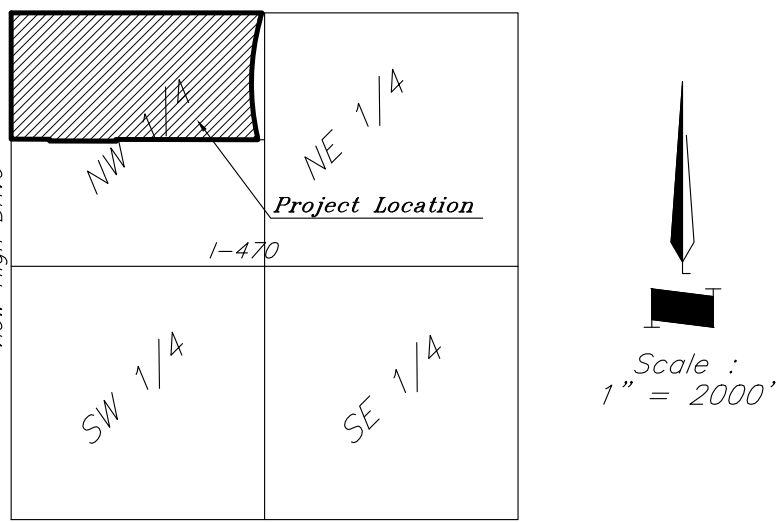 NW 1/4
NE 1/4
Project Location
I-470
SW 1/4
SE 1/4
Scale :
1" = 2000'